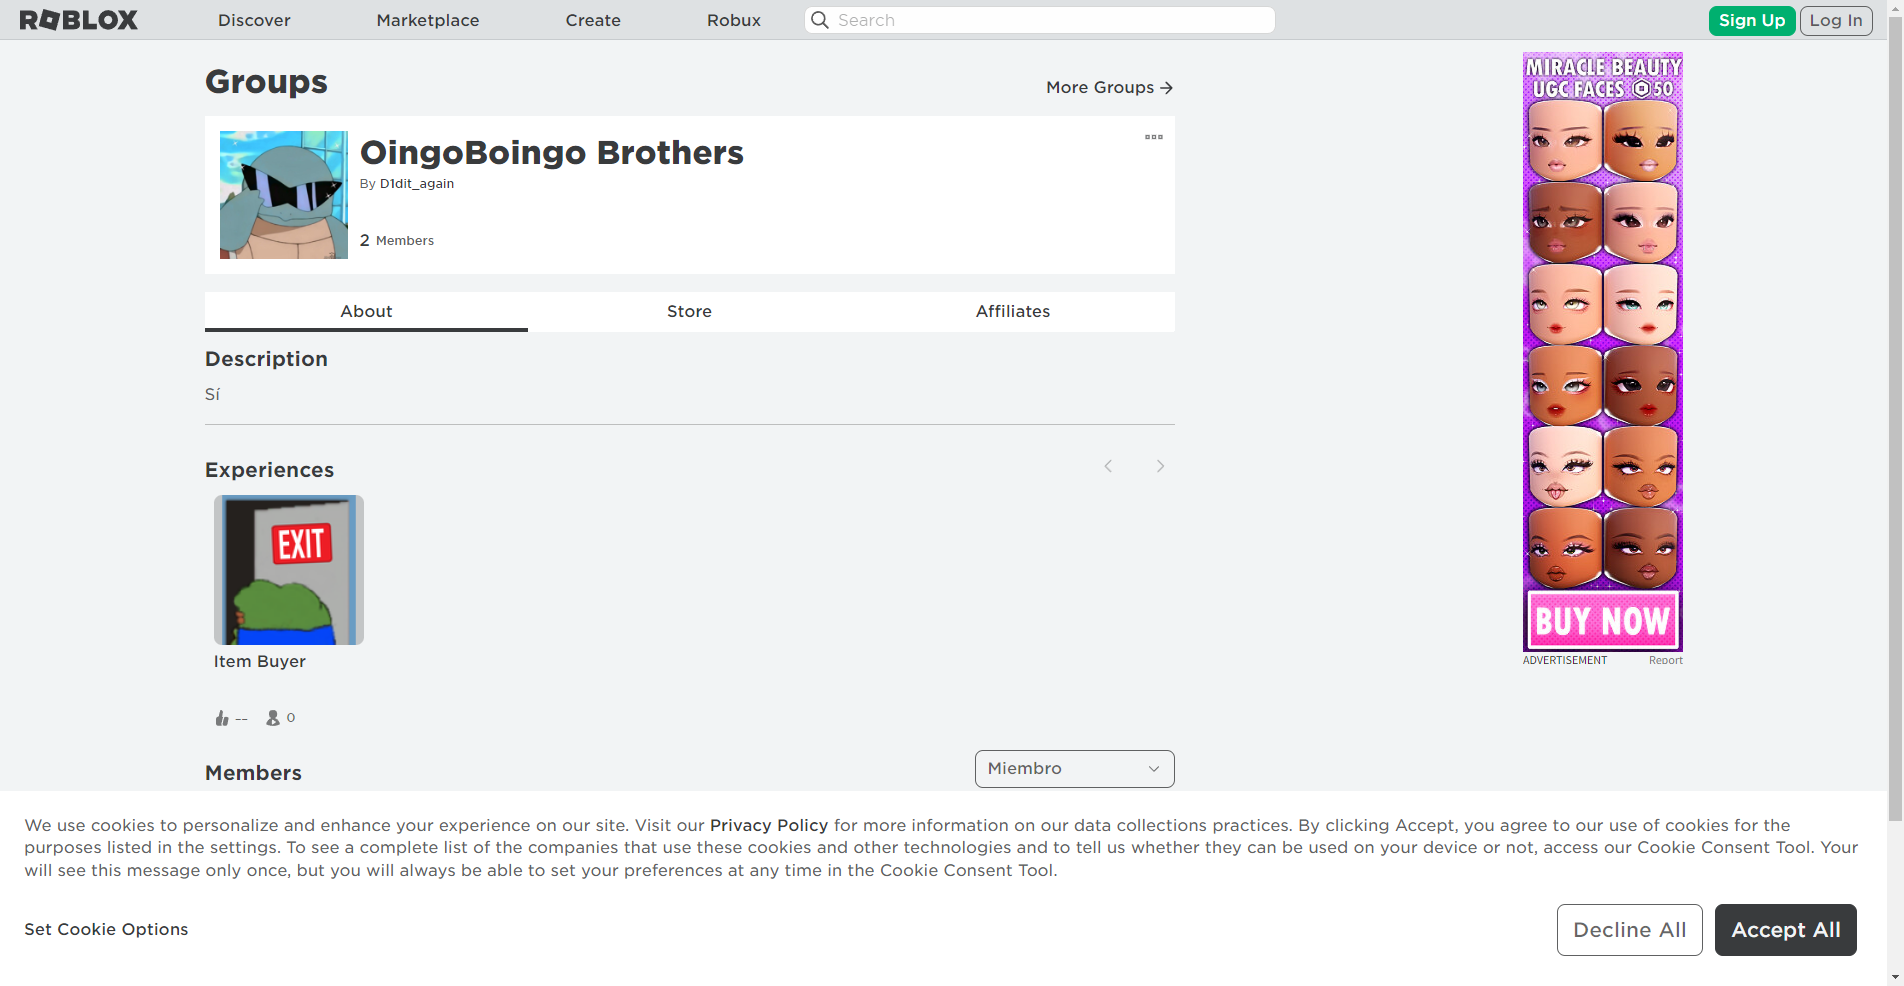 ROBLOX
Discover
Marketplace
Create
Robux
Search
Sign Up
Log In
Groups
More Groups →
OingoBoingo Brothers
By D1dit_again
2 Members
About
Store
Affiliates
Description
Sí
Experiences
EXIT
Item Buyer
--
0
Members
Miembro
MIRACLE BEAUTY
UGC FACES 50
BUY NOW
ADVERTISEMENT
Report
We use cookies to personalize and enhance your experience on our site. Visit our Privacy Policy for more information on our data collections practices. By clicking Accept, you agree to our use of cookies for the
purposes listed in the settings. To see a complete list of the companies that use these cookies and other technologies and to tell us whether they can be used on your device or not, access our Cookie Consent Tool. Your
will see this message only once, but you will always be able to set your preferences at any time in the Cookie Consent Tool.
Set Cookie Options
Decline All
Accept All